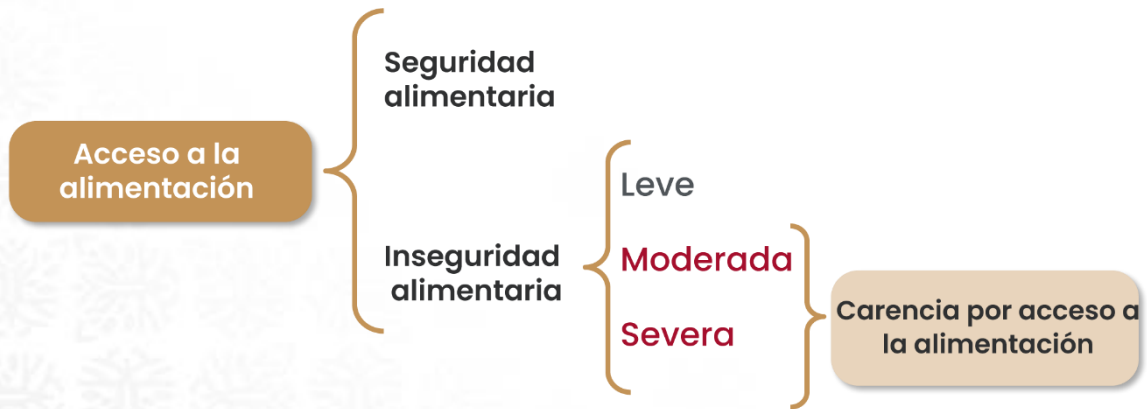 Acceso a la
alimentación
Seguridad
alimentaria
Inseguridad
alimentaria
Leve
Moderada
Severa
Carencia por acceso a
la alimentación